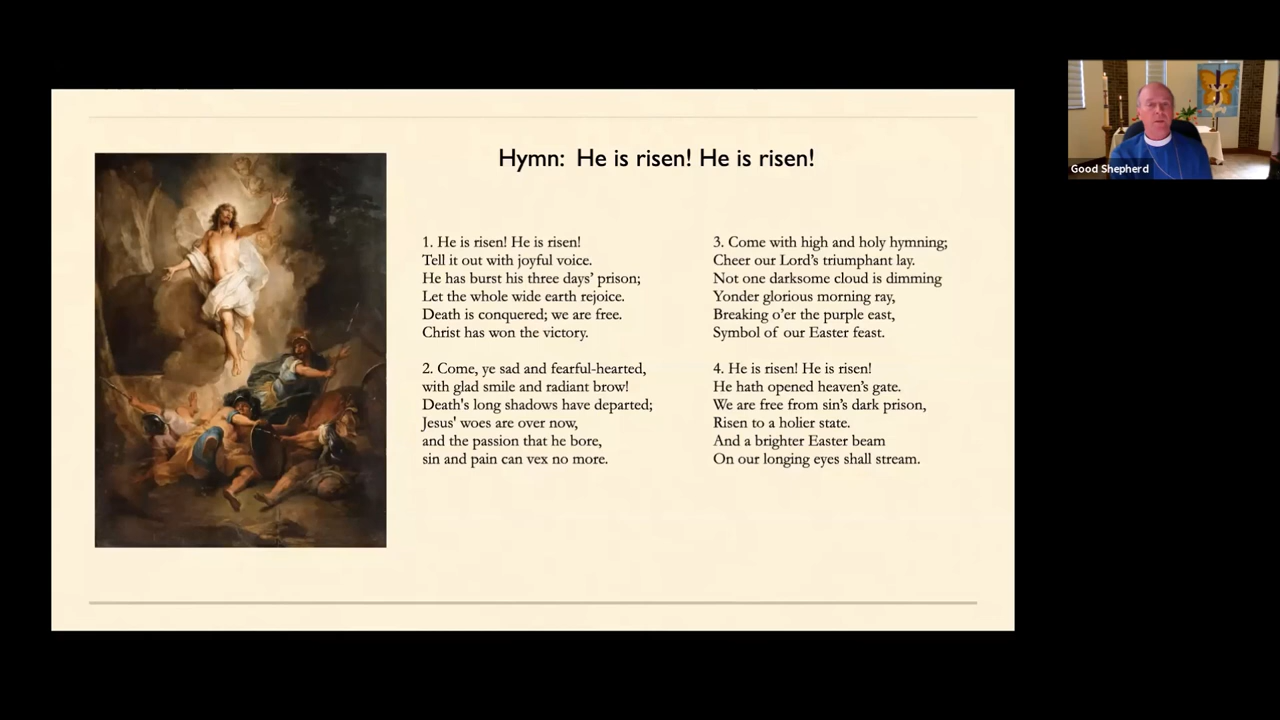 Hymn: He is risen! He is risen!
1. He is risen! He is risen!
Tell it out with joyful voice.
He has burst his three days’ prison;
Let the whole wide earth rejoice.
Death is conquered; we are free.
Christ has won the victory.
2. Come, ye sad and fearful-hearted,
with glad smile and radiant brow!
Death's long shadows have departed;
Jesus' woes are over now,
and the passion that he bore,
sin and pain can vex no more.
3. Come with high and holy hymning;
Cheer our Lord’s triumphant lay.
Not one darksome cloud is dimming
Yonder glorious morning ray,
Breaking o’er the purple east,
Symbol of our Easter feast.
4. He is risen! He is risen!
He hath opened heaven’s gate.
We are free from sin’s dark prison,
Risen to a holier state.
And a brighter Easter beam
On our longing eyes shall stream.
Good Shepherd